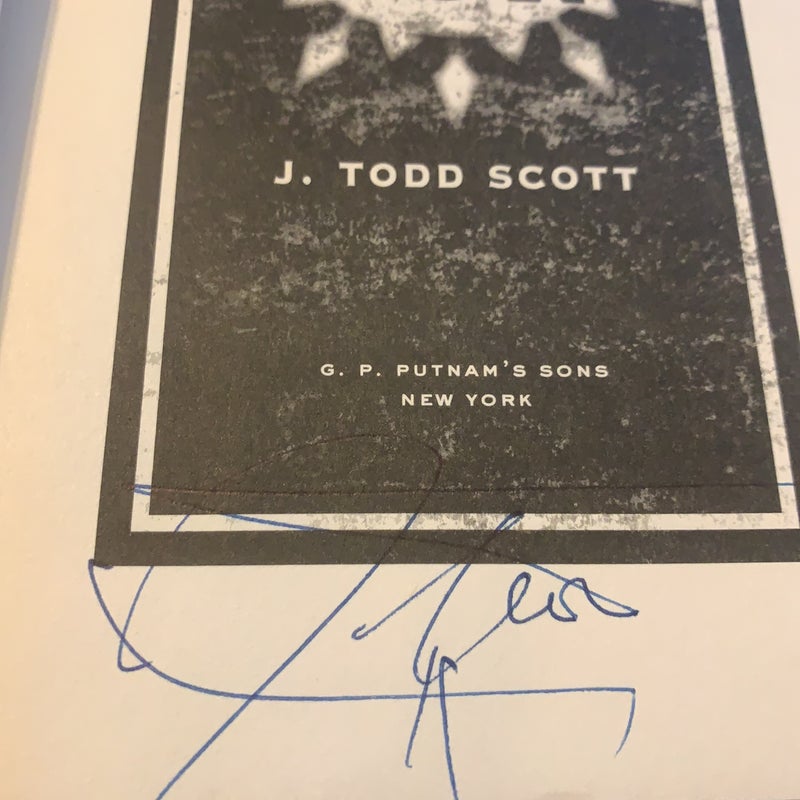 J. TODD SCOTT
G. P. PUTNAM'S SONS
NEW YORK